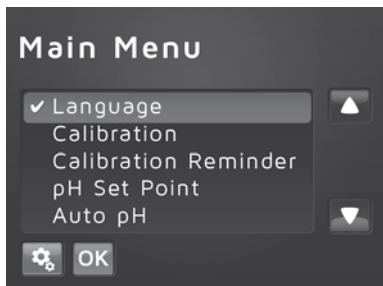 Main Menu
Language
Calibration
Calibration Reminder
pH Set Point
Auto pH
OK